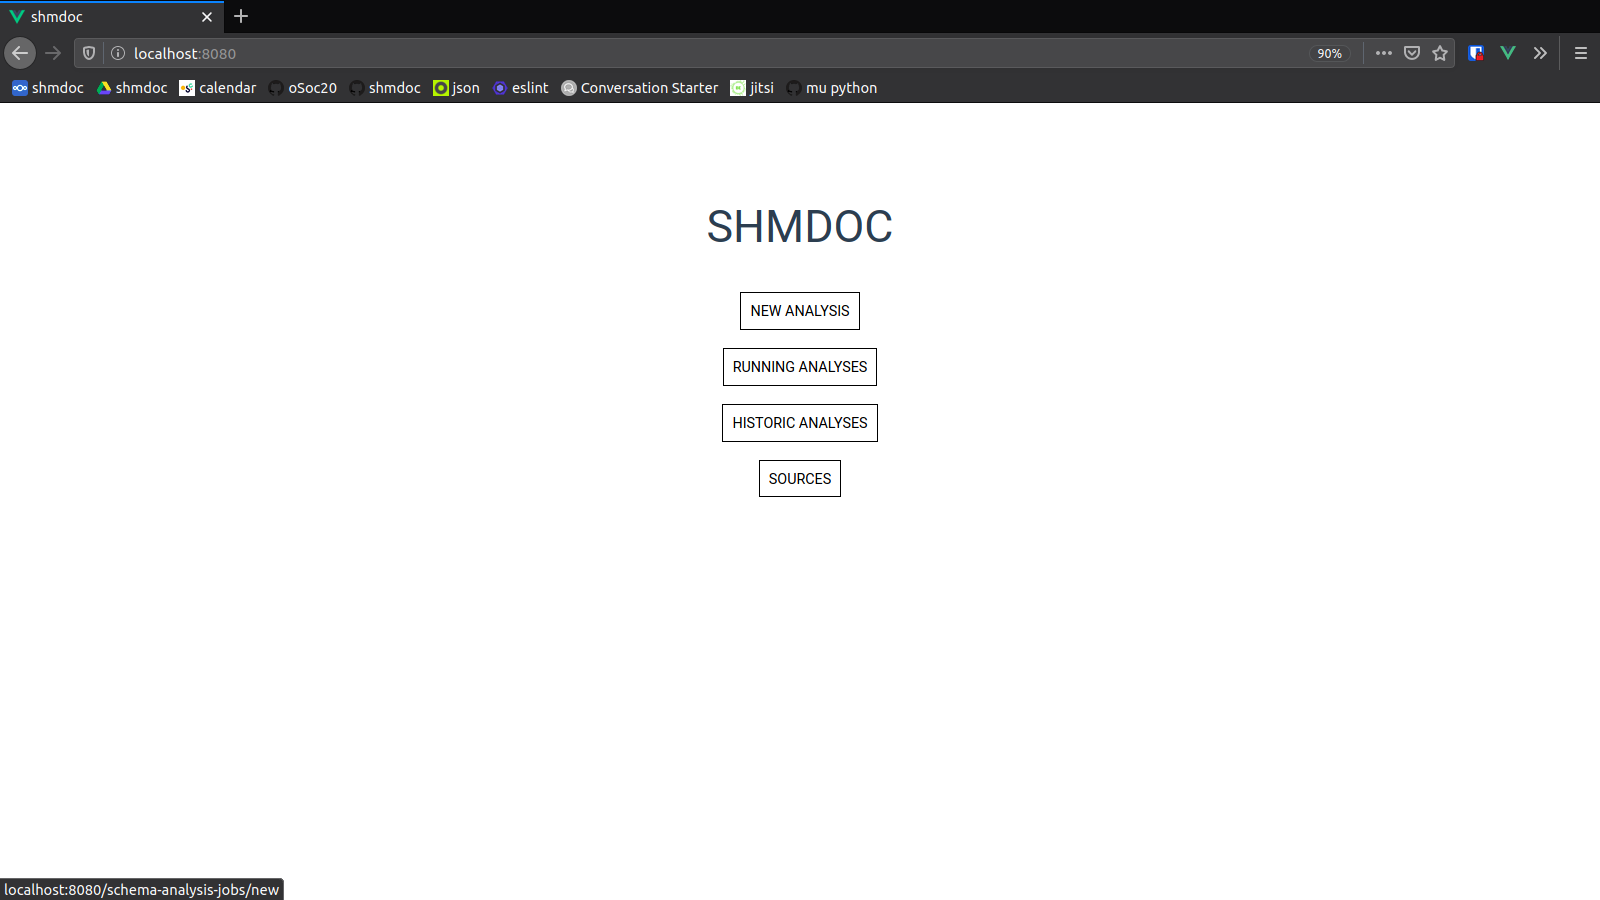 shmdoc
localhost:8080
90%
shmdoc shmdoc calendar oSoc20 shmdoc json eslint Conversation Starter jitsi mu python
SHMDOC
NEW ANALYSIS
RUNNING ANALYSES
HISTORIC ANALYSES
SOURCES
localhost:8080/schema-analysis-jobs/new